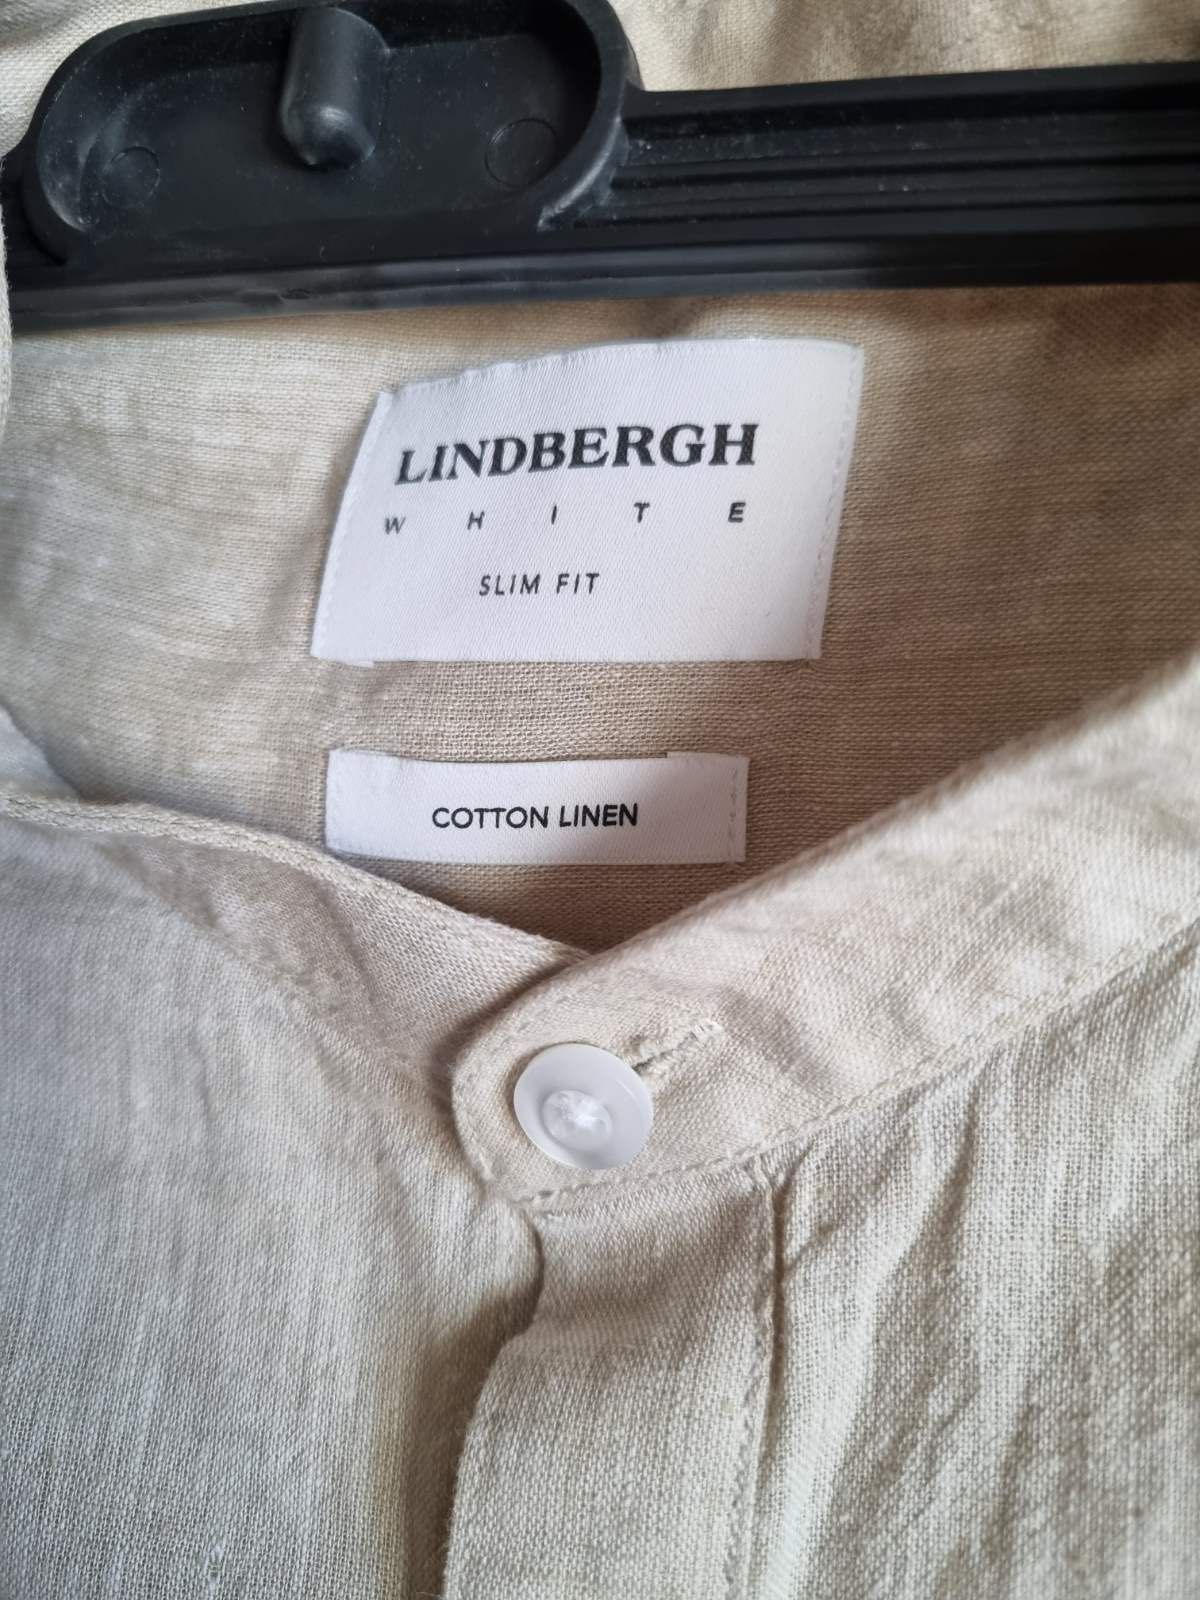 LINDBERGH
WHITE
SLIM FIT
COTTON LINEN